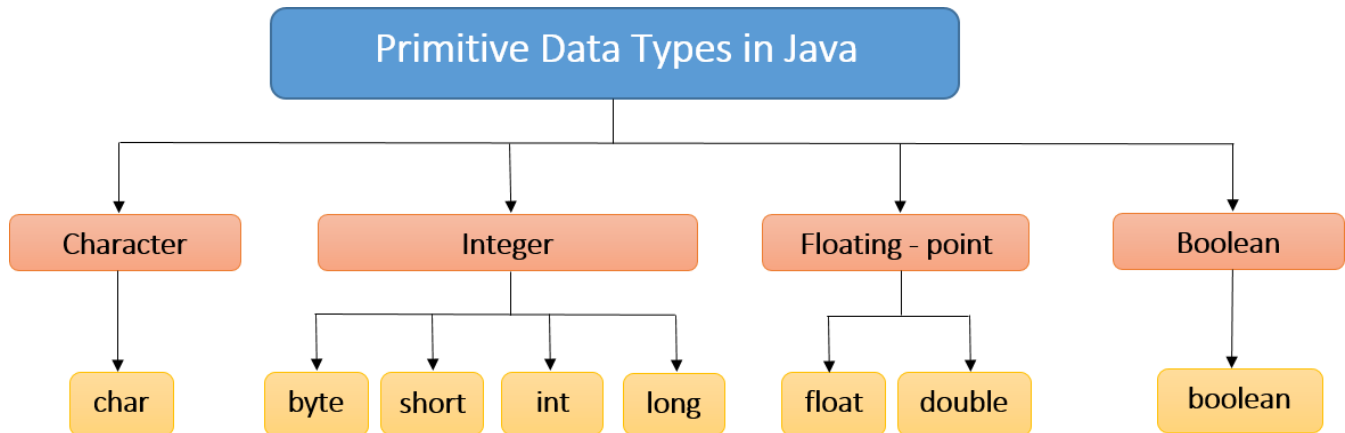 Primitive Data Types in Java
Character
Integer
Floating - point
Boolean
char
byte
short
int
long
float
double
boolean